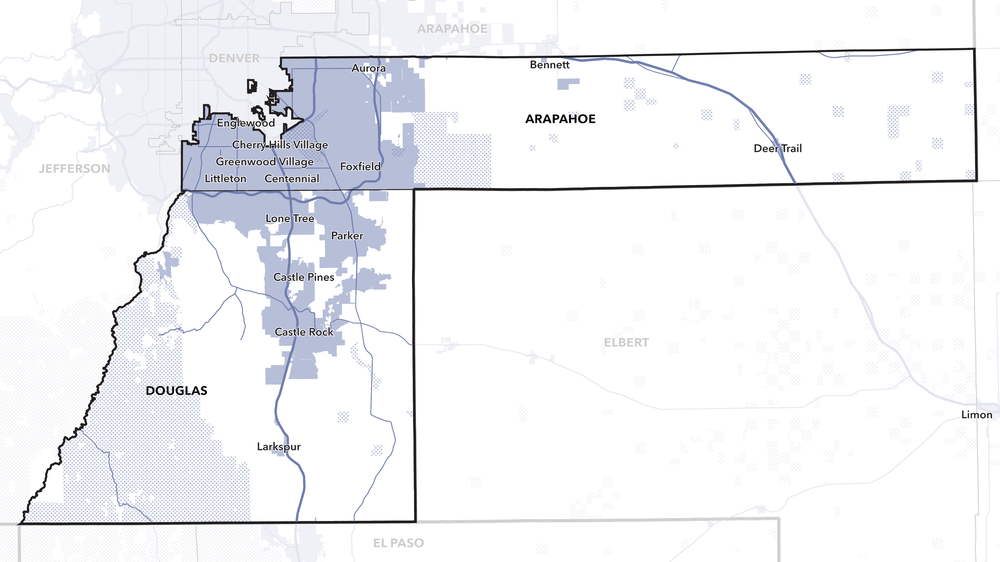 ARAPAHOE
DENVER
Bennett
Aurora
ARAPAHOE
Englewood
Cherry Hills Village
Deer Trail
Greenwood Village
Foxfield
JEFFERSON
Littleton
Centennial
Lone Tree
Parker
Castle Pines
Castle Rock
ELBERT
DOUGLAS
Limon
Larkspur
EL PASO